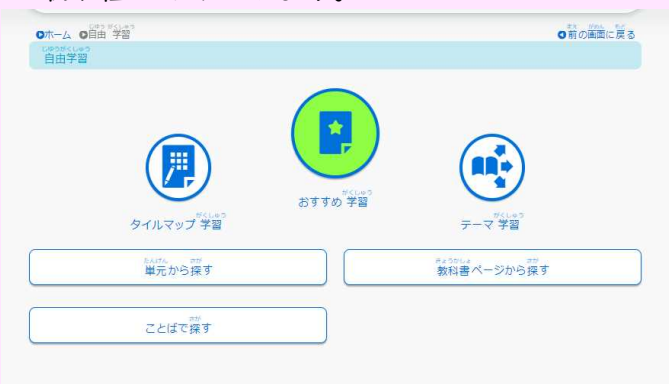 ホーム 自由 学習
前の画面に戻る
自由学習
おすすめ 学習
タイルマップ 学習
テーマ 学習
単元から探す
教科書ページから探す
ことばで探す